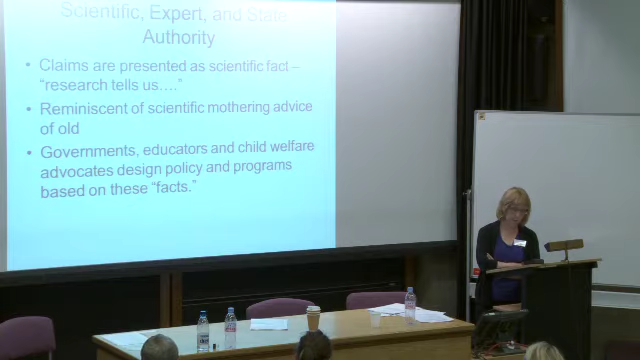 Scientific, Expert, and State
Authority
• Claims are presented as scientific fact –
“research tells us….”
• Reminiscent of scientific mothering advice
of old
• Governments, educators and child welfare
advocates design policy and programs
based on these “facts.”